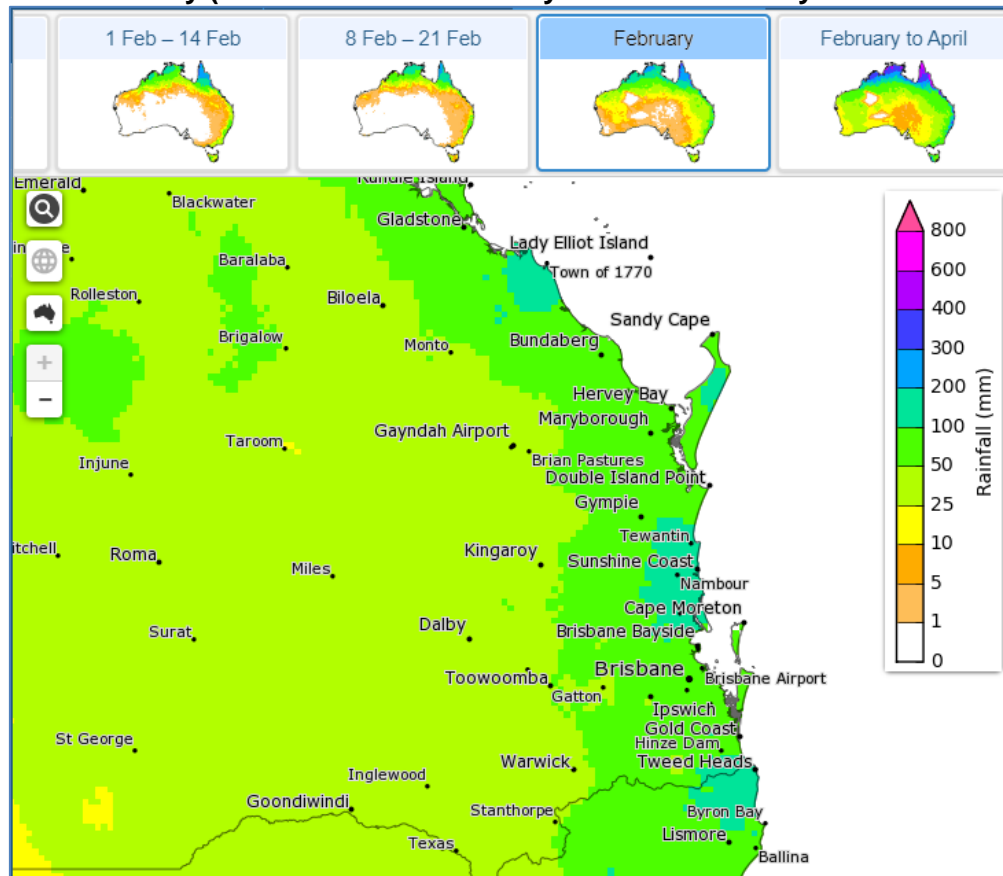 1 Feb – 14 Feb
8 Feb – 21 Feb
February
February to April
Emerald
Blackwater
Gladstone
Lady Elliot Island
Town of 1770
Baralaba
Rolleston
Biloela
Sandy Cape
Brigalow
Monto
Bundaberg
Hervey Bay
Maryborough
Taroom
Gayndah Airport
Injune
Brian Pastures
Double Island Point
Gympie
Tewantin
itchell
Roma
Kingaroy
Sunshine Coast
Miles
Nambour
Cape Moreton
Surat
Dalby
Brisbane Bayside
Toowoomba
Brisbane
Brisbane Airport
Gatton
Ipswich
St George
Gold Coast
Hinze Dam
Warwick
Tweed Heads
Inglewood
Goondiwindi
Stanthorpe
Byron Bay
Lismore
Texas
Ballina
800
600
400
300
200
100
50
25
10
5
1
0
Rainfall (mm)